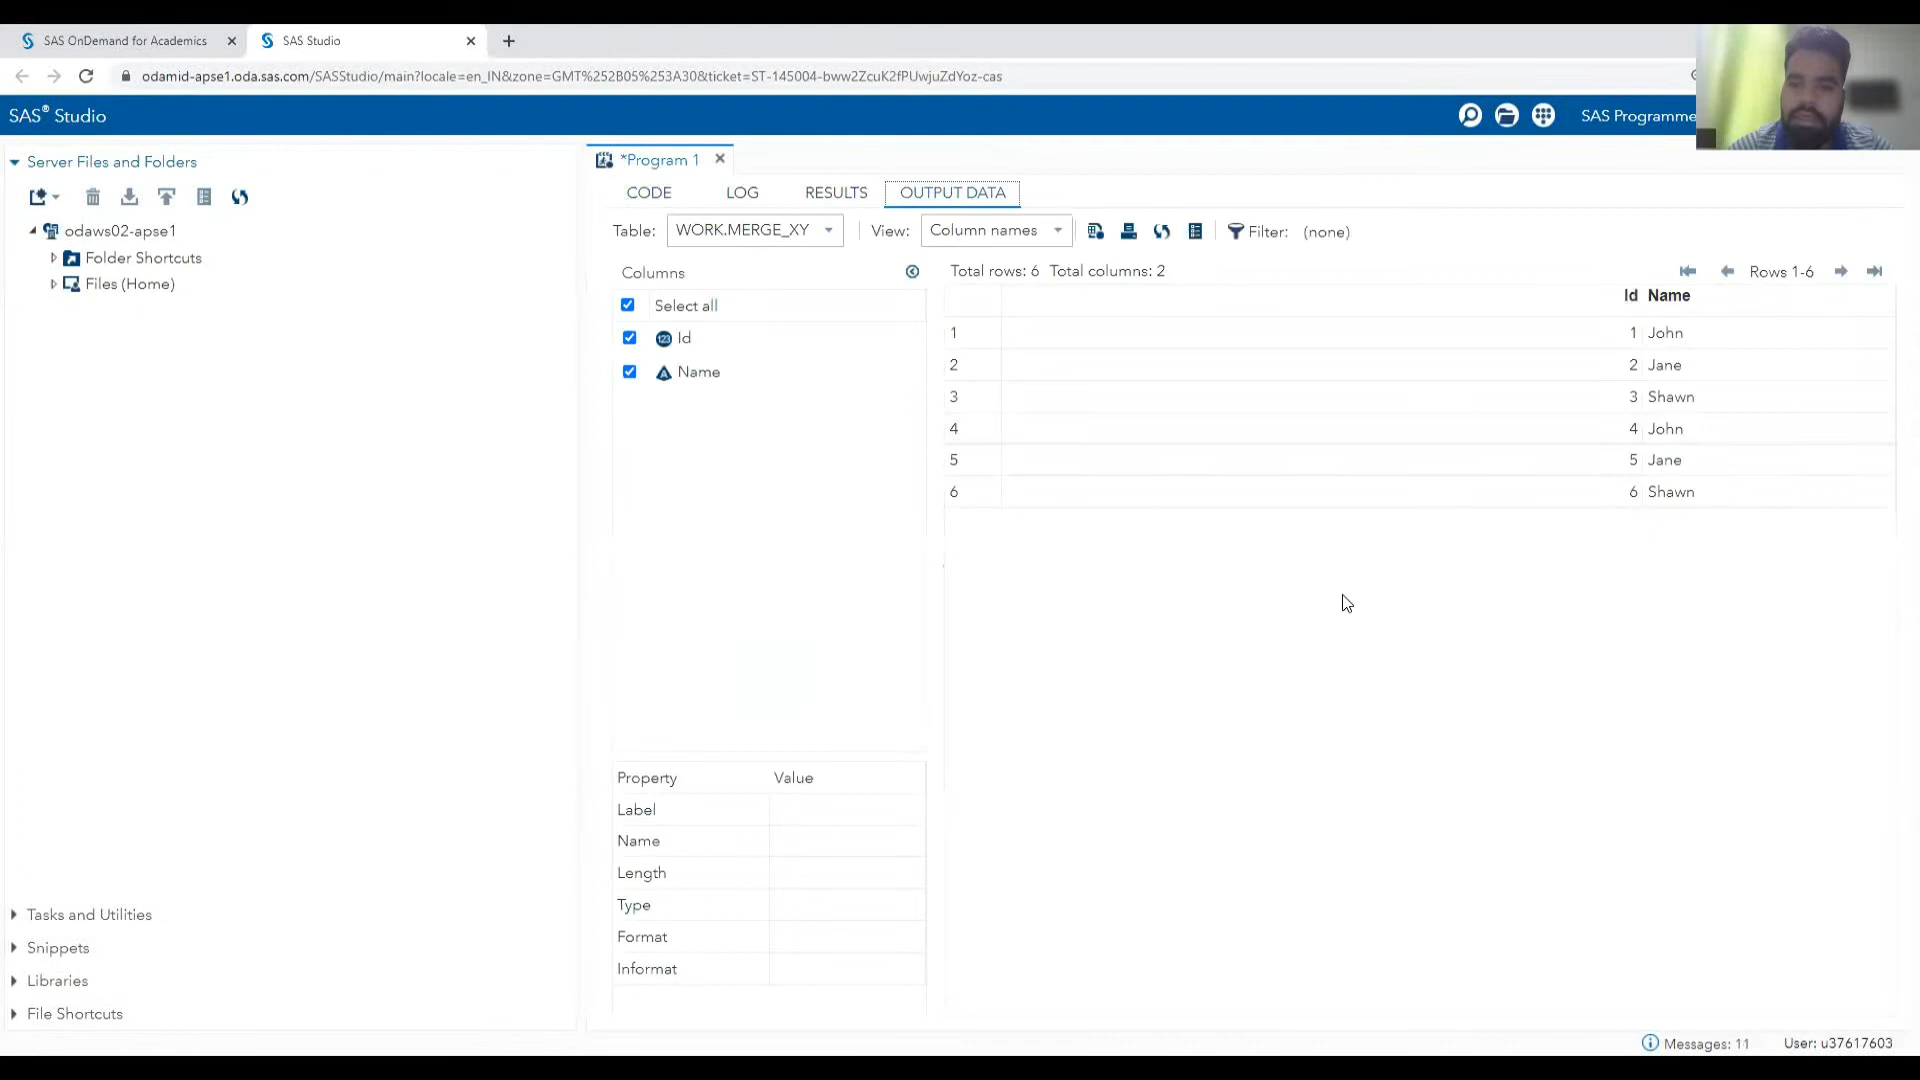 SAS OnDemand for Academics
SAS Studio
odamid-apse1.oda.sas.com/SASStudio/main?locale=en_IN&zone=GMT%252B05%253A30&ticket=ST-145004-bww2ZcuK2fPUwjuZdYoz-cas
SAS® Studio
SAS Programme
Server Files and Folders
odaws02-apse1
Folder Shortcuts
Files (Home)
Tasks and Utilities
Snippets
Libraries
File Shortcuts
*Program 1
CODE LOG RESULTS OUTPUT DATA
Table: WORK.MERGE_XY View: Column names Filter: (none)
Columns
Select all
123 Id
A Name
Property Value
Label
Name
Length
Type
Format
Informat
Total rows: 6 Total columns: 2 Rows 1-6
Id Name
1 1 John
2 2 Jane
3 3 Shawn
4 4 John
5 5 Jane
6 6 Shawn
Messages: 11 User: u37617603